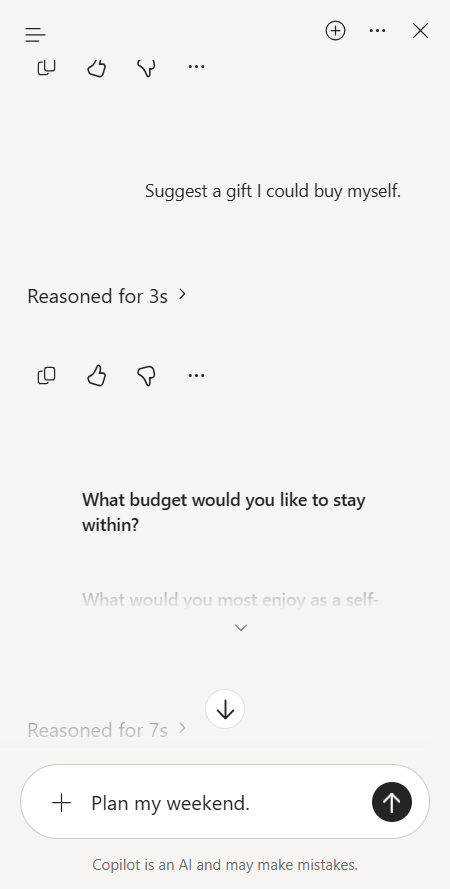 Suggest a gift I could buy myself.
Reasoned for 3s
What budget would you like to stay
within?
What would you most enjoy as a self-
Reasoned for 7s
Plan my weekend.
Copilot is an AI and may make mistakes.